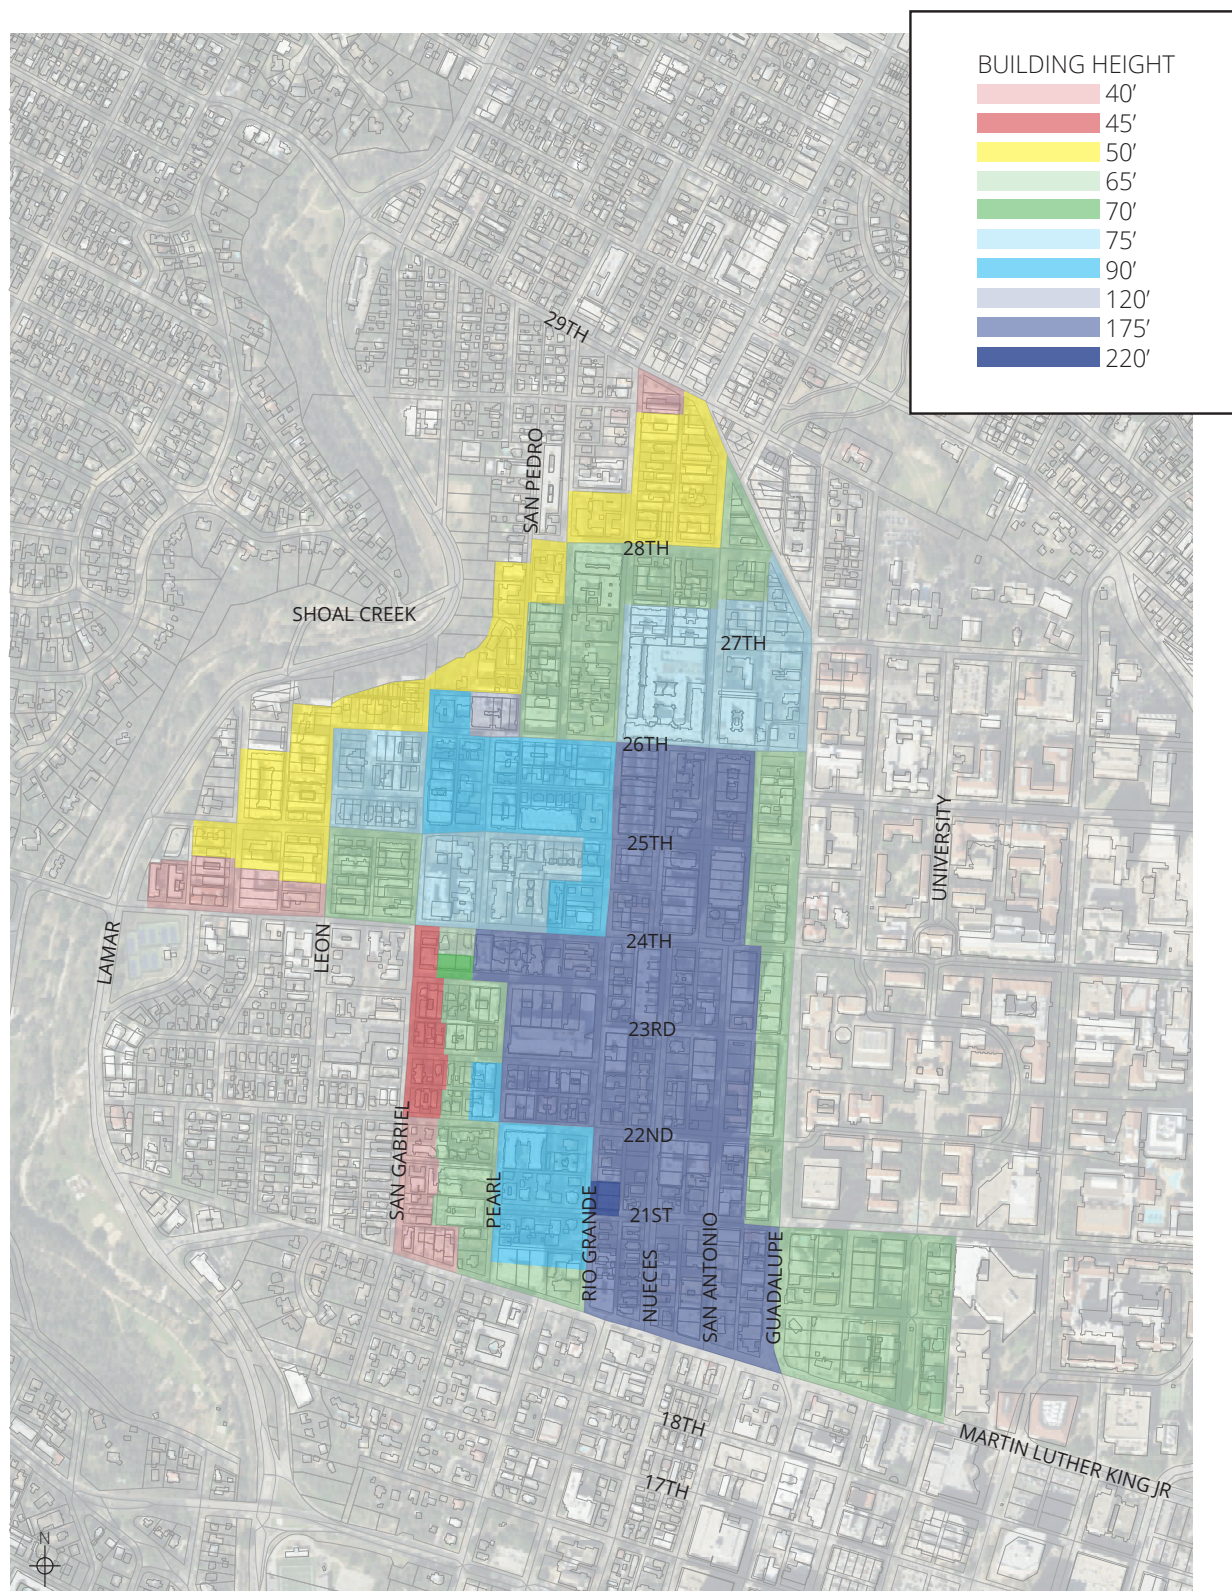 BUILDING HEIGHT
40’
45’
50’
65’
70’
75’
90’
120’
175’
220’
29TH
SAN PEDRO
28TH
SHOAL CREEK
27TH
26TH
25TH
UNIVERSITY
24TH
LEON
LAMAR
23RD
22ND
SAN GABRIEL
PEARL
RIO GRANDE
21ST
NUECES
SAN ANTONIO
GUADALUPE
18TH
MARTIN LUTHER KING JR
17TH
N